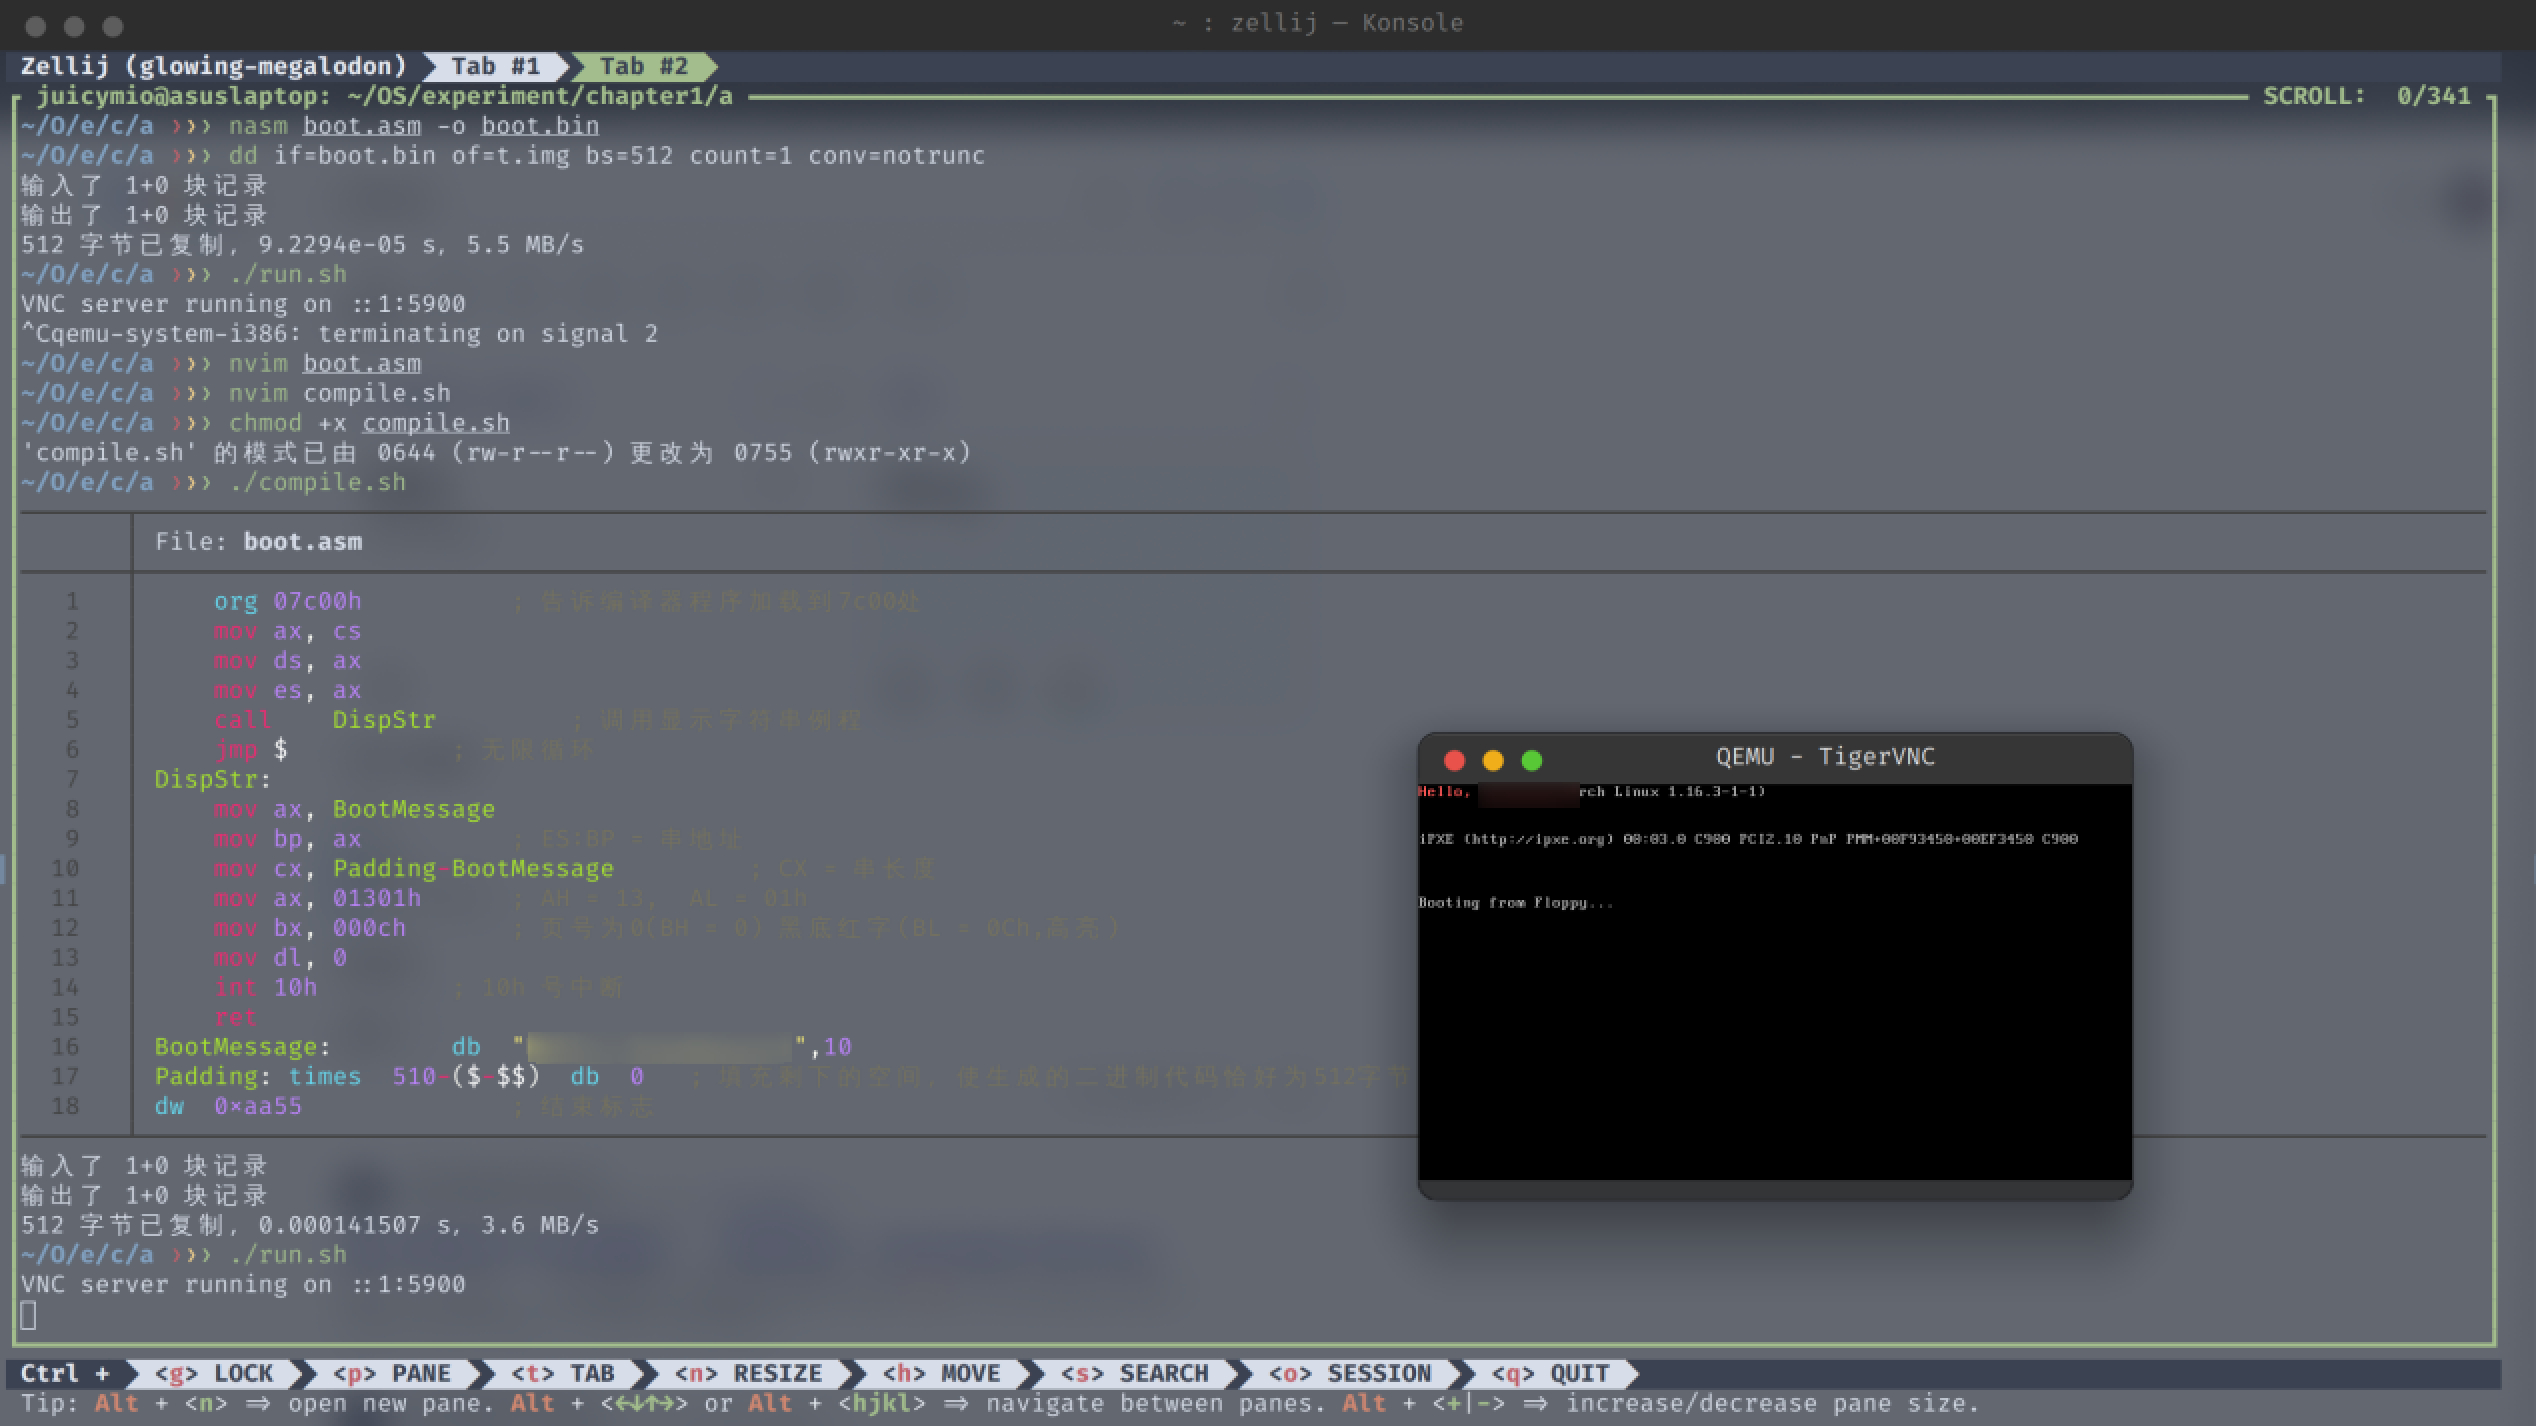 ~ : zellij — Konsole
Zellij (glowing-megalodon) Tab #1 Tab #2
juicymio@asuslaptop: ~/OS/experiment/chapter1/a SCROLL: 0/341
~/O/e/c/a ❯❯❯ nasm boot.asm -o boot.bin
~/O/e/c/a ❯❯❯ dd if=boot.bin of=t.img bs=512 count=1 conv=notrunc
输入了 1+0 块记录
输出了 1+0 块记录
512 字节已复制, 9.2294e-05 s, 5.5 MB/s
~/O/e/c/a ❯❯❯ ./run.sh
VNC server running on ::1:5900
^Cqemu-system-i386: terminating on signal 2
~/O/e/c/a ❯❯❯ nvim boot.asm
~/O/e/c/a ❯❯❯ nvim compile.sh
~/O/e/c/a ❯❯❯ chmod +x compile.sh
'compile.sh' 的模式已由 0644 (rw-r--r--) 更改为 0755 (rwxr-xr-x)
~/O/e/c/a ❯❯❯ ./compile.sh
File: boot.asm
1 org 07c00h ; 告诉编译器程序加载到7c00处
2 mov ax, cs
3 mov ds, ax
4 mov es, ax
5 call DispStr ; 调用显示字符串例程
6 jmp $ ; 无限循环
7 DispStr:
8 mov ax, BootMessage
9 mov bp, ax ; ES:BP = 串地址
10 mov cx, Padding-BootMessage ; CX = 串长度
11 mov ax, 01301h ; AH = 13, AL = 01h
12 mov bx, 000ch ; 页号为0(BH = 0) 黑底红字(BL = 0Ch,高亮)
13 mov dl, 0
14 int 10h ; 10h 号中断
15 ret
16 BootMessage: db "",10
17 Padding: times 510-($-$$) db 0 ; 填充剩下的空间, 使生成的二进制代码恰好为512字节
18 dw 0xaa55 ; 结束标志
输入了 1+0 块记录
输出了 1+0 块记录
512 字节已复制, 0.000141507 s, 3.6 MB/s
~/O/e/c/a ❯❯❯ ./run.sh
VNC server running on ::1:5900
QEMU - TigerVNC
Hello, rch Linux 1.16.3-1-1)
iPXE (http://ipxe.org) 00:03.0 C900 PCI2.10 PnP PMM+00F93450+00EF3450 C900
Booting from Floppy...
Ctrl + <g> LOCK <p> PANE <t> TAB <n> RESIZE <h> MOVE <s> SEARCH <o> SESSION <q> QUIT
Tip: Alt + <n> => open new pane. Alt + <←↓↑→> or Alt + <hjkl> => navigate between panes. Alt + <+|-> => increase/decrease pane size.